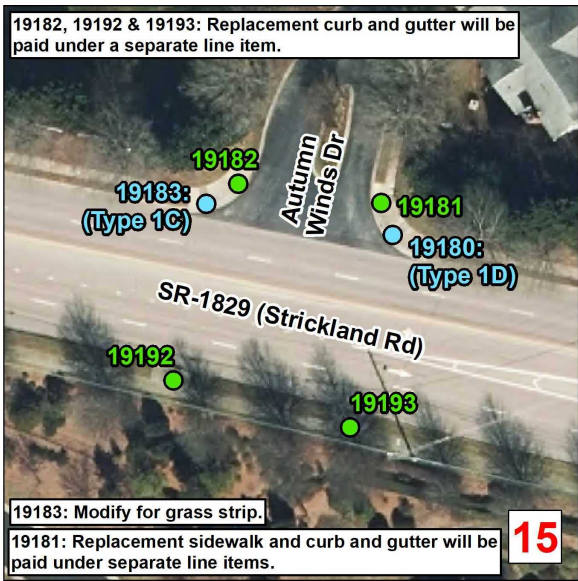 19182, 19192 & 19193: Replacement curb and gutter will be
paid under a separate line item.
19182
19183:
(Type 1C)
Autumn
Winds Dr
19181
19180:
(Type 1D)
SR-1829 (Strickland Rd)
19192
19193
19183: Modify for grass strip.
19181: Replacement sidewalk and curb and gutter will be
paid under separate line items.
15